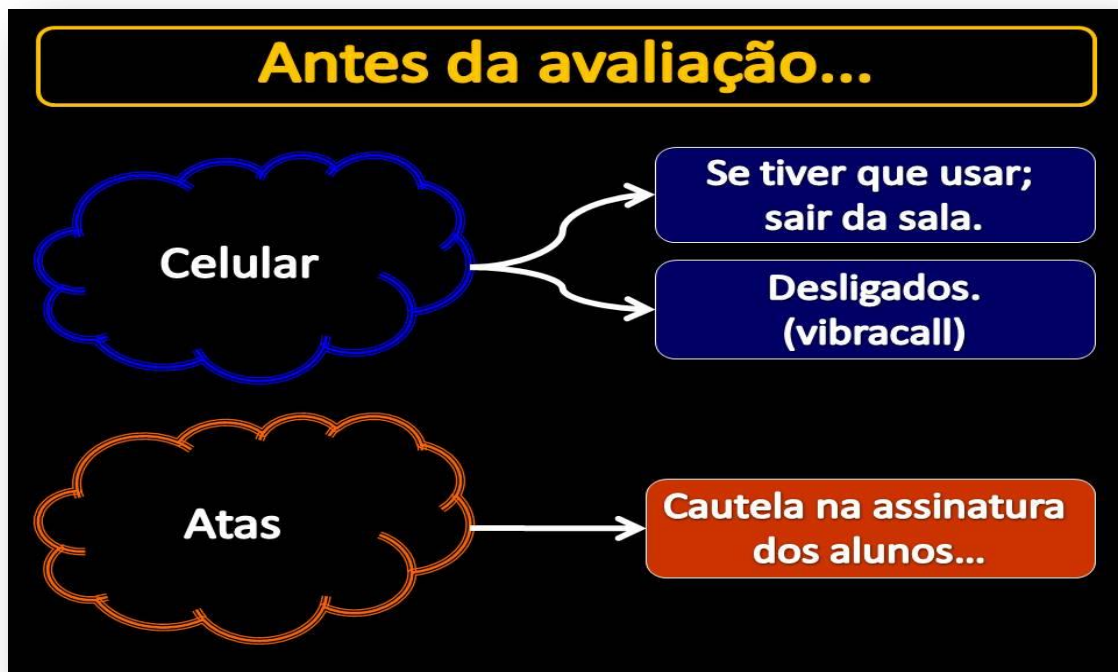 Antes da avaliação...
Celular
Se tiver que usar;
sair da sala.
Desligados.
(vibracall)
Atas
Cautela na assinatura
dos alunos...